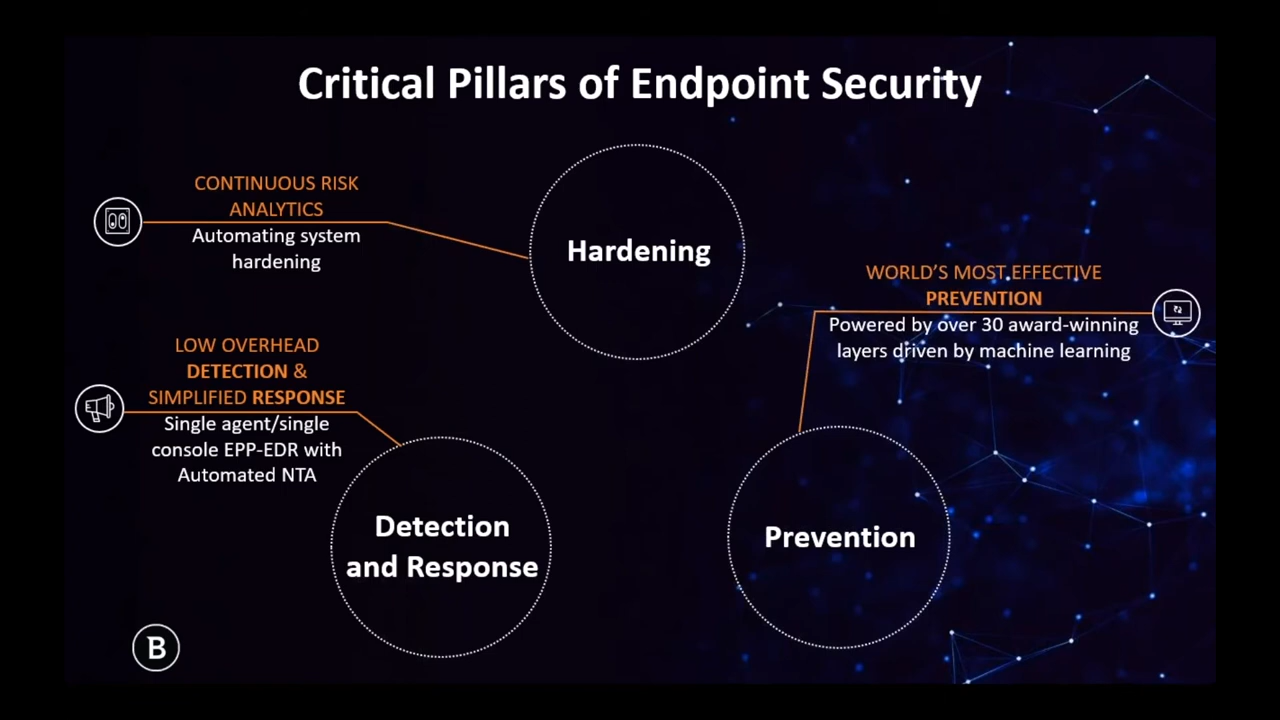 Critical Pillars of Endpoint Security
CONTINUOUS RISK
ANALYTICS
Automating system
hardening
Hardening
WORLD’S MOST EFFECTIVE
PREVENTION
Powered by over 30 award-winning
layers driven by machine learning
LOW OVERHEAD
DETECTION &
SIMPLIFIED RESPONSE
Single agent/single
console EPP-EDR with
Automated NTA
Detection
and Response
Prevention
B